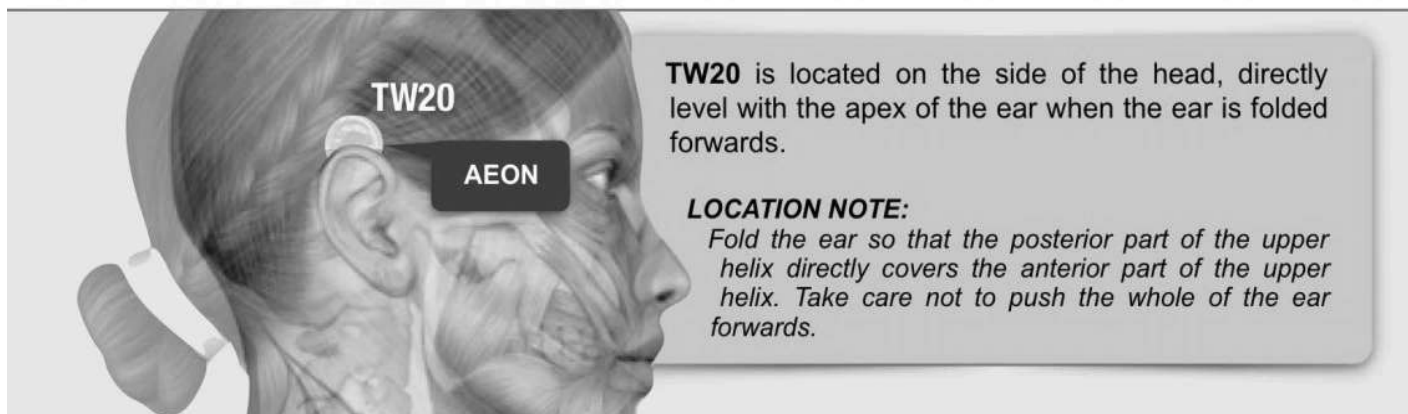 TW20
AEON
TW20 is located on the side of the head, directly
level with the apex of the ear when the ear is folded
forwards.
LOCATION NOTE:
Fold the ear so that the posterior part of the upper
helix directly covers the anterior part of the upper
helix. Take care not to push the whole of the ear
forwards.